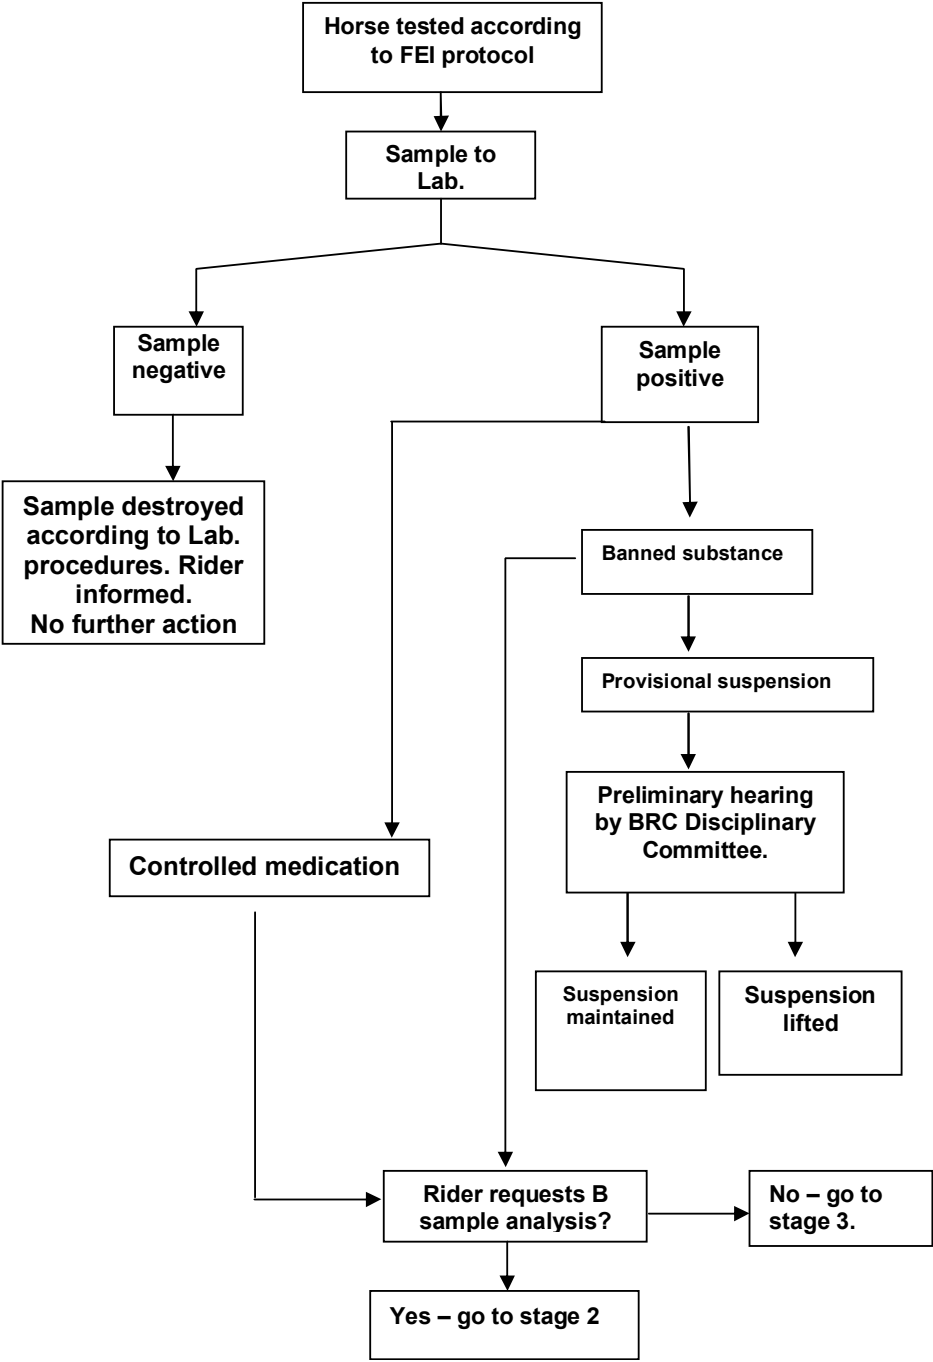 Horse tested according
to FEI protocol
Sample to
Lab.
Sample
negative
Sample
positive
Sample destroyed
according to Lab.
procedures. Rider
informed.
No further action
Banned substance
Provisional suspension
Preliminary hearing
by BRC Disciplinary
Committee.
Controlled medication
Suspension
maintained
Suspension
lifted
Rider requests B
sample analysis?
No – go to
stage 3.
Yes – go to stage 2